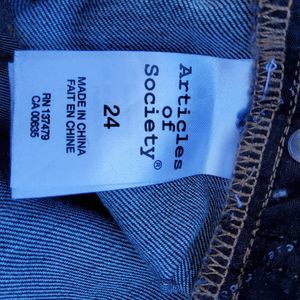 Articles
of
Society®
24
MADE IN CHINA
FAIT EN CHINE
RN 137479
CA 00635